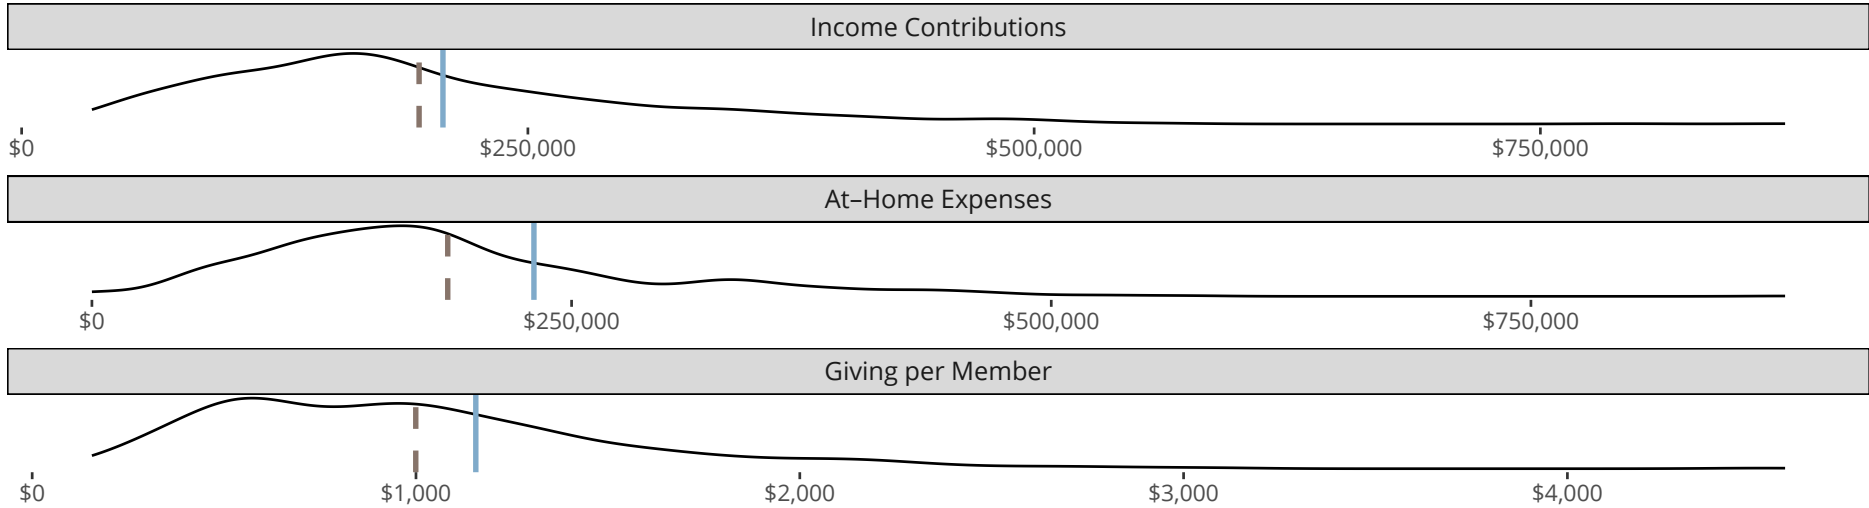 Income Contributions
$0 $250,000 $500,000 $750,000
At–Home Expenses
$0 $250,000 $500,000 $750,000
Giving per Member
$0 $1,000 $2,000 $3,000 $4,000